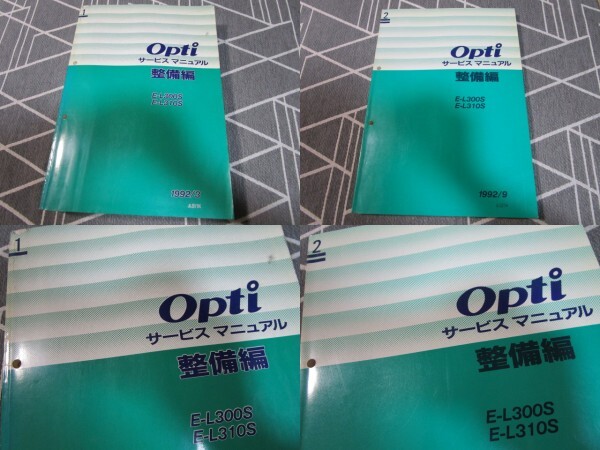 1
Opti
サービス マニュアル
整備編
E-L300S
E-L310S
1992/9
2
Opti
サービス マニュアル
整備編
E-L300S
E-L310S
1992/9
1
Opti
サービス マニュアル
整備編
E-L300S
E-L310S
2
Opti
サービス マニュアル
整備編
E-L300S
E-L310S